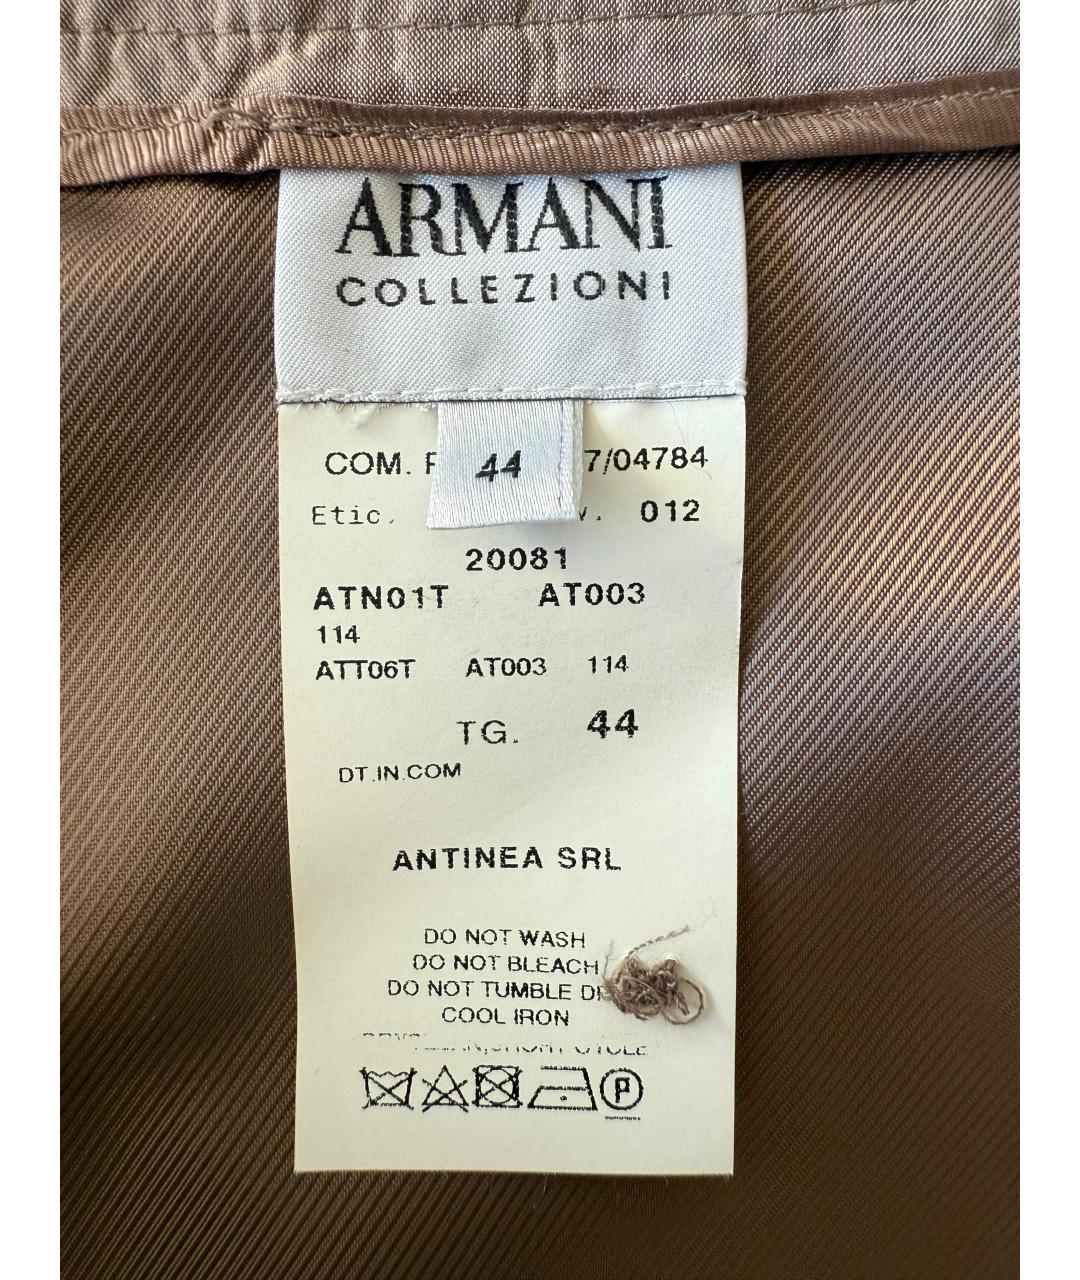 ARMANI
COLLEZIONI
COM. 44 7/04784
Etic. 012
20081
ATN01T AT003
114
ATT06T AT003 114
TG. 44
DT.IN.COM
ANTINEA SRL
DO NOT WASH
DO NOT BLEACH
DO NOT TUMBLE
COOL IRON
P